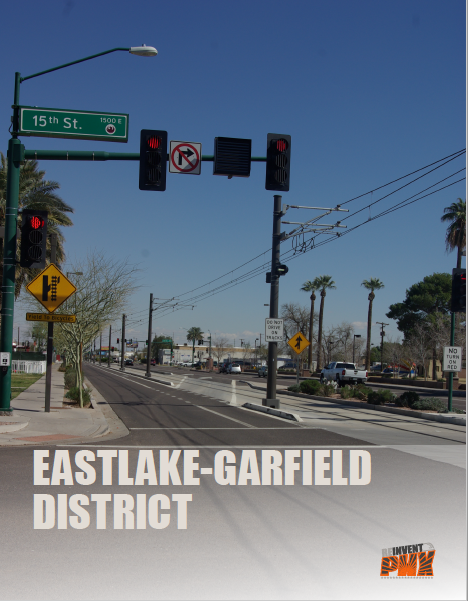 15th St. 1500 E
DO NOT
DRIVE
ON
TRACKS
NO
TURN
ON
RED
EASTLAKE-GARFIELD
DISTRICT
REINVENT
PHX